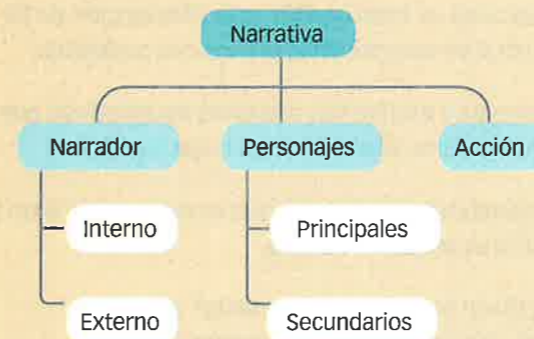 Narrativa
Narrador Personajes Acción
Interno Principales
Externo Secundarios